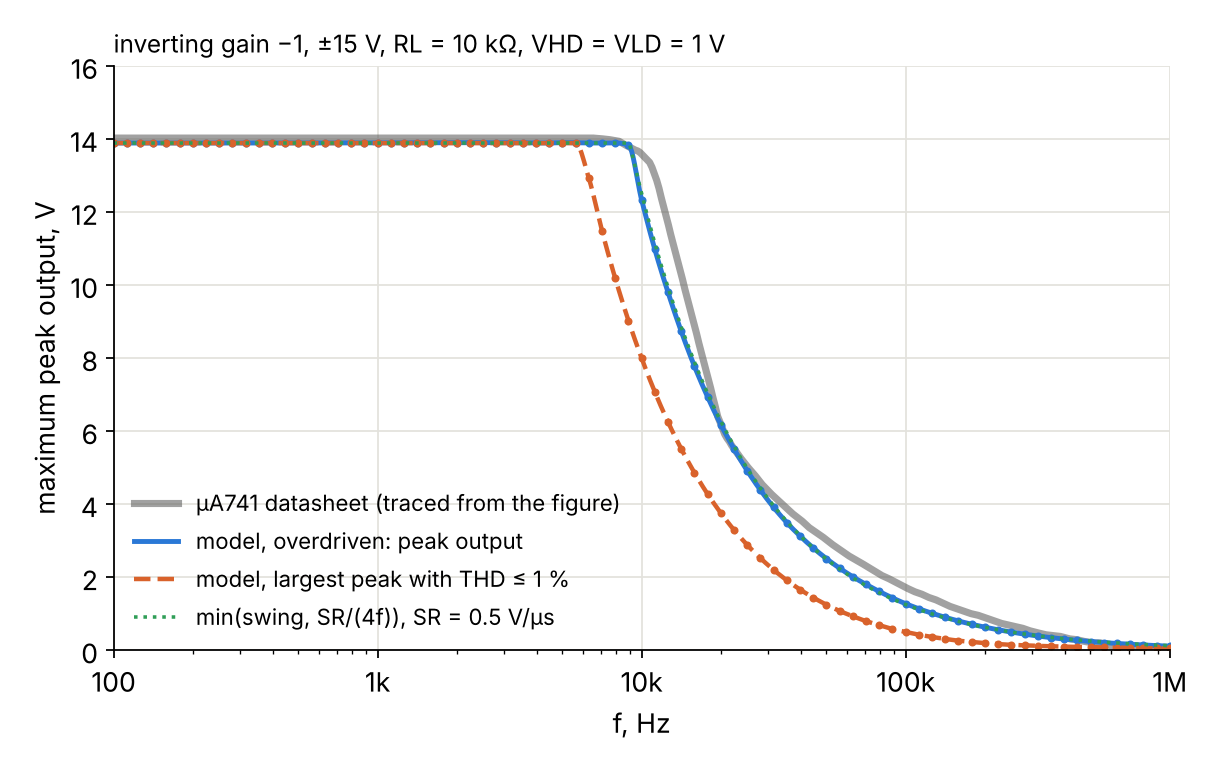 inverting gain −1, ±15 V, RL = 10 kΩ, VHD = VLD = 1 V
maximum peak output, V
16
14
12
10
8
6
4
2
0
µA741 datasheet (traced from the figure)
model, overdriven: peak output
model, largest peak with THD ≤ 1 %
min(swing, SR/(4f)), SR = 0.5 V/µs
100
1k
10k
100k
1M
f, Hz